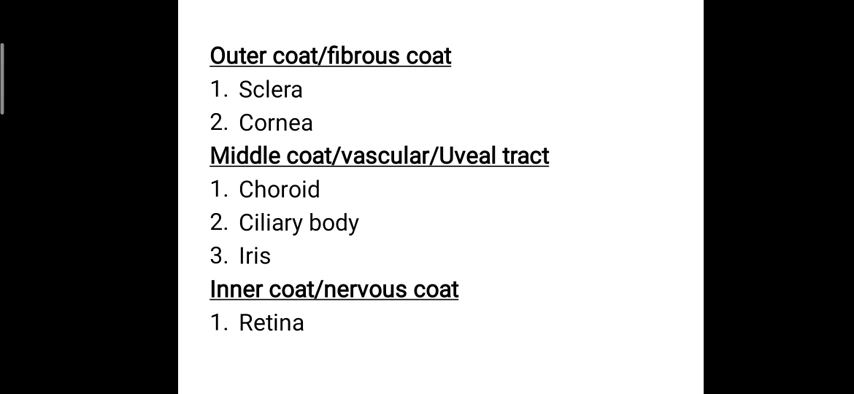 Outer coat/fibrous coat
1. Sclera
2. Cornea
Middle coat/vascular/Uveal tract
1. Choroid
2. Ciliary body
3. Iris
Inner coat/nervous coat
1. Retina